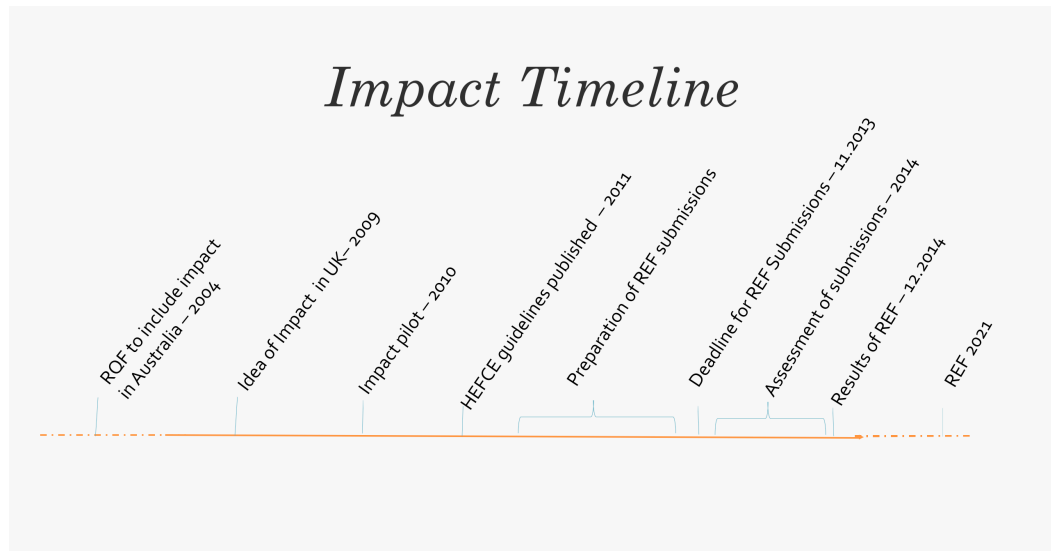 Impact Timeline
RQF to include impact
in Australia – 2004
Idea of Impact in UK– 2009
Impact pilot – 2010
HEFCE guidelines published – 2011
Preparation of REF submissions
Deadline for REF Submissions – 11.2013
Assessment of submissions – 2014
Results of REF – 12.2014
REF 2021